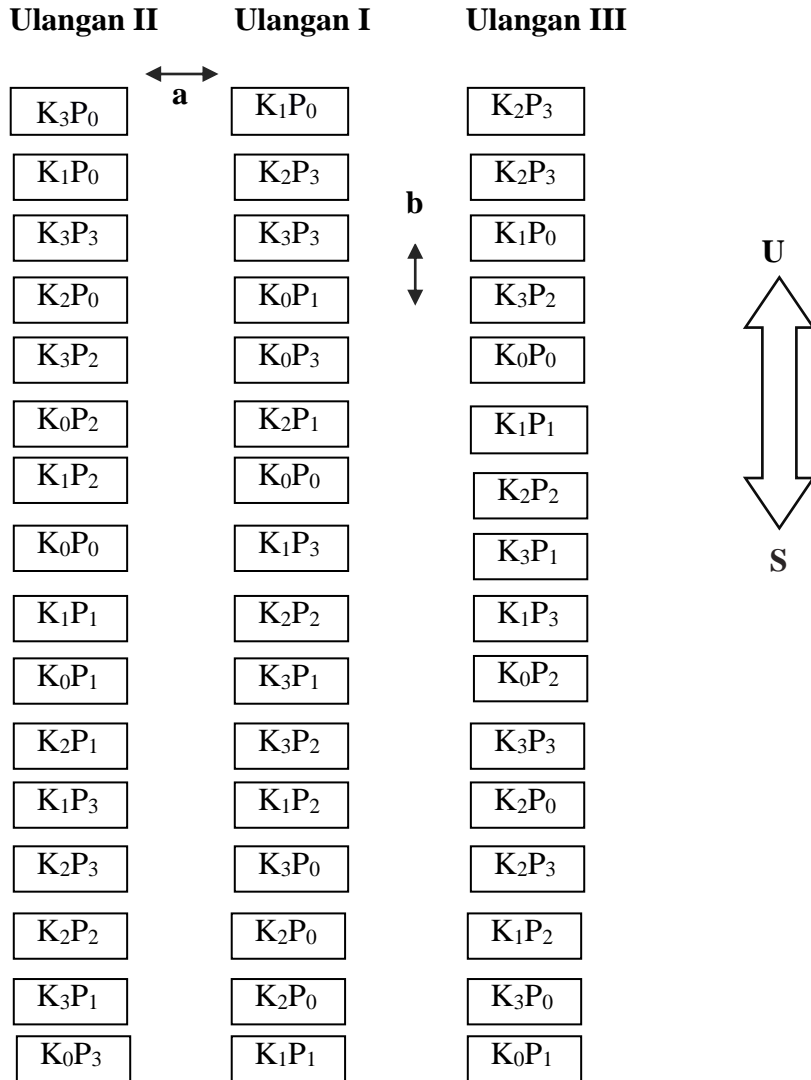 Ulangan II Ulangan I Ulangan III
a
K₃P₀ K₁P₀ K₂P₃
K₁P₀ K₂P₃ K₂P₃
b
K₃P₃ K₃P₃ K₁P₀
U
K₂P₀ K₀P₁ K₃P₂
K₃P₂ K₀P₃ K₀P₀
K₀P₂ K₂P₁ K₁P₁
K₁P₂ K₀P₀ K₂P₂
K₀P₀ K₁P₃ K₃P₁
S
K₁P₁ K₂P₂ K₁P₃
K₀P₁ K₃P₁ K₀P₂
K₂P₁ K₃P₂ K₃P₃
K₁P₃ K₁P₂ K₂P₀
K₂P₃ K₃P₀ K₂P₃
K₂P₂ K₂P₀ K₁P₂
K₃P₁ K₂P₀ K₃P₀
K₀P₃ K₁P₁ K₀P₁